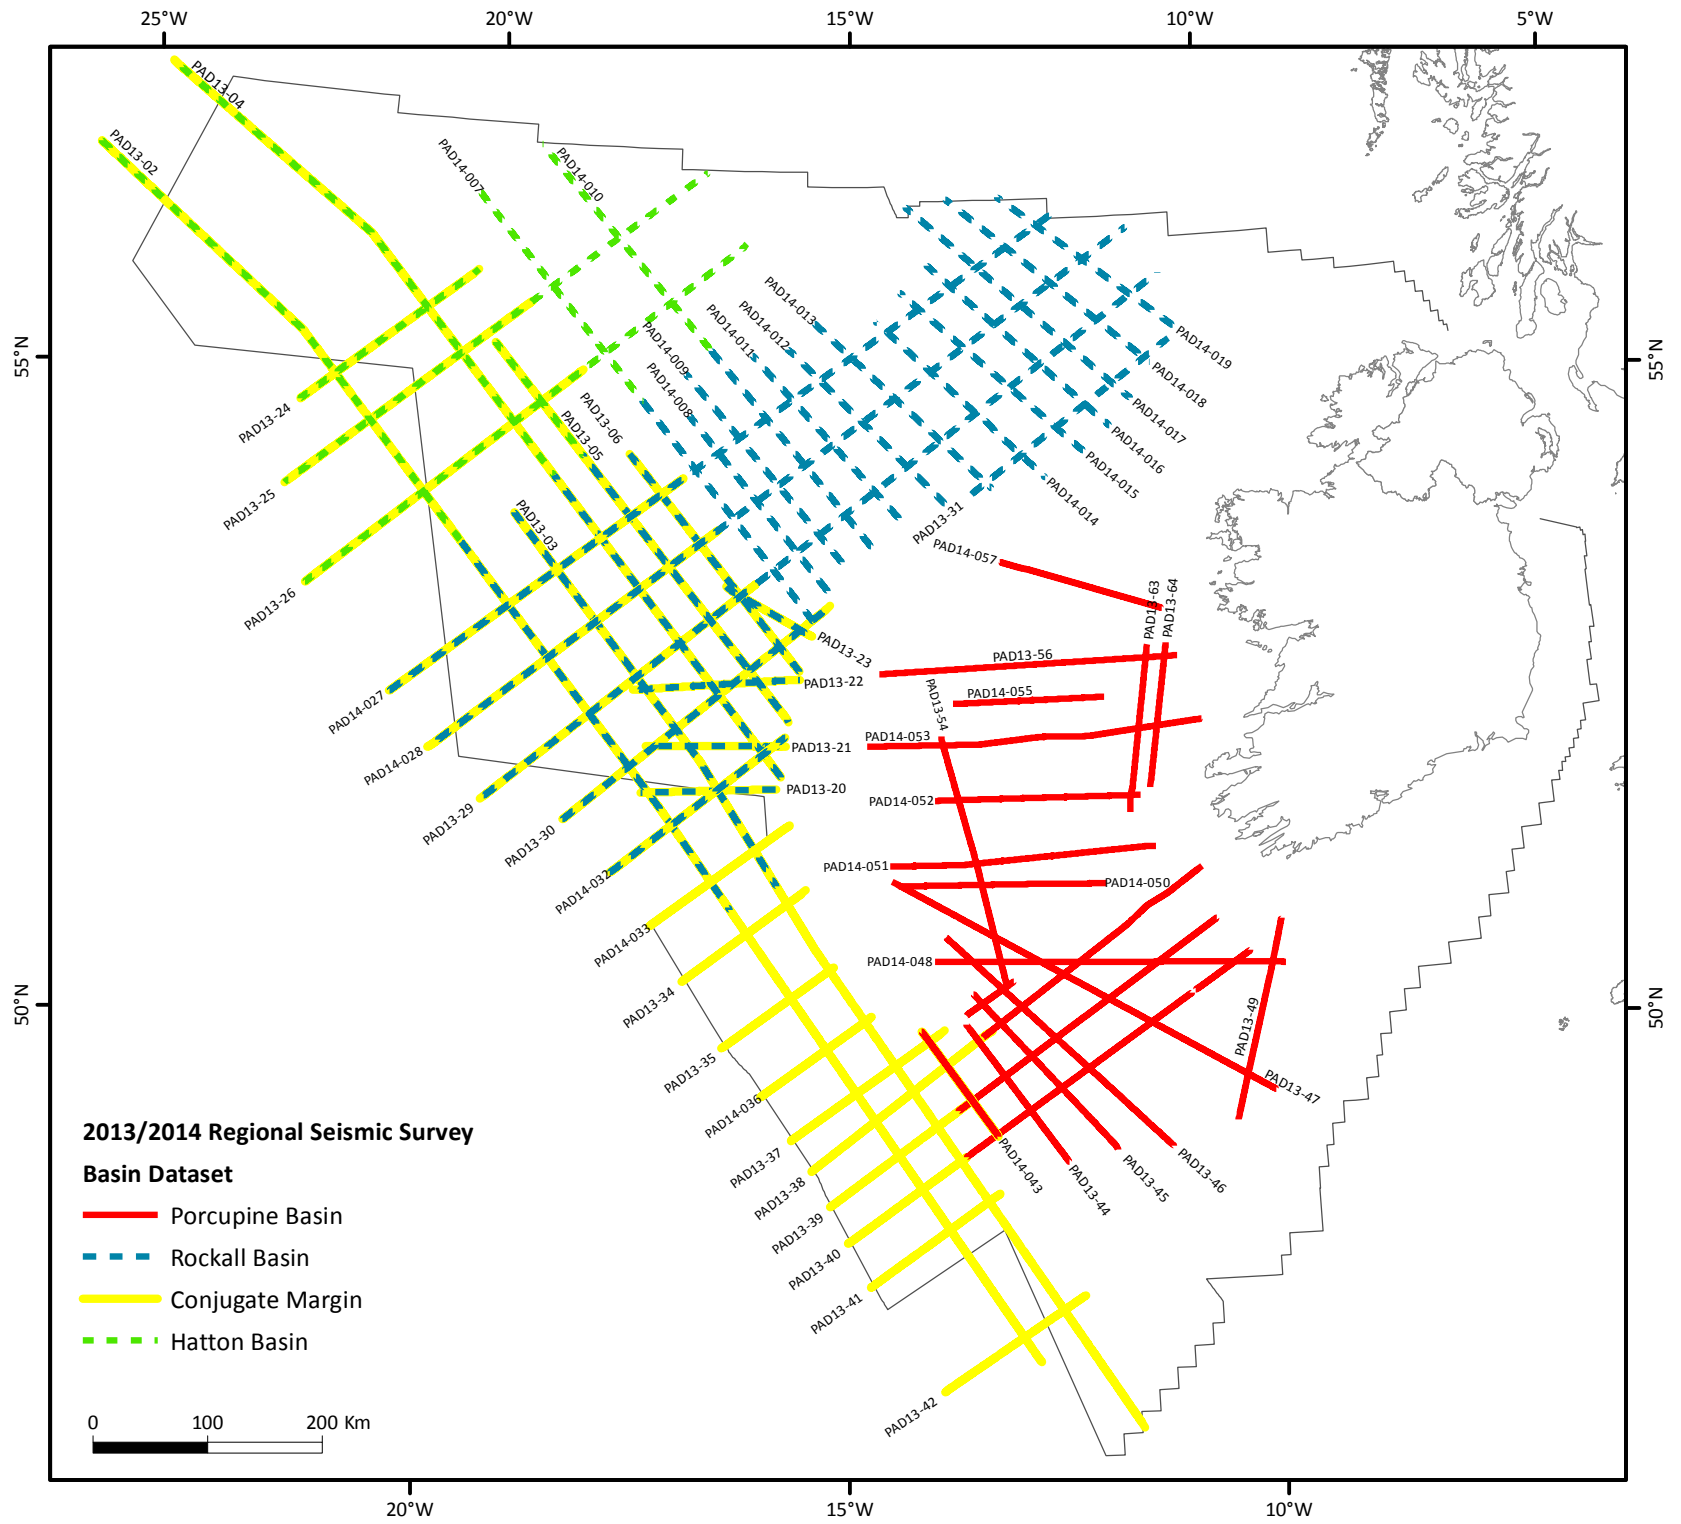 25°W
20°W
15°W
10°W
5°W
PAD13-04
PAD13-02
PAD14-007
PAD14-010
PAD14-013
PAD14-012
PAD14-011
PAD14-009
PAD14-008
PAD13-06
PAD13-05
PAD13-03
PAD14-019
PAD14-018
PAD14-017
PAD14-016
PAD14-015
PAD14-014
PAD13-31
55°N
55°N
PAD13-24
PAD13-25
PAD13-26
PAD14-027
PAD14-028
PAD13-29
PAD13-30
PAD14-032
PAD14-033
PAD13-34
PAD13-35
PAD14-036
PAD13-37
PAD13-38
PAD13-39
PAD13-40
PAD13-41
PAD13-42
PAD13-23
PAD13-22
PAD13-21
PAD13-20
PAD14-057
PAD13-63
PAD13-64
PAD13-56
PAD14-055
PAD13-54
PAD14-053
PAD14-052
PAD14-051
PAD14-050
PAD14-048
PAD13-49
PAD13-47
PAD13-46
PAD13-45
PAD13-44
PAD14-043
50°N
50°N
2013/2014 Regional Seismic Survey
Basin Dataset
Porcupine Basin
Rockall Basin
Conjugate Margin
Hatton Basin
0 100 200 Km
20°W
15°W
10°W